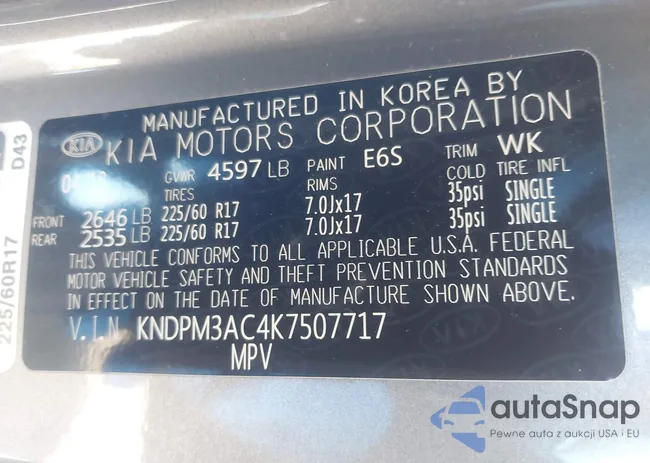 MANUFACTURED IN KOREA BY
KIA KIA MOTORS CORPORATION
GVWR 4597 LB PAINT E6S TRIM WK
TIRES RIMS COLD TIRE INFL
FRONT 2646 LB 225/60 R17 7.0Jx17 35psi SINGLE
REAR 2535 LB 225/60 R17 7.0Jx17 35psi SINGLE
THIS VEHICLE CONFORMS TO ALL APPLICABLE U.S.A. FEDERAL
MOTOR VEHICLE SAFETY AND THEFT PREVENTION STANDARDS
IN EFFECT ON THE DATE OF MANUFACTURE SHOWN ABOVE.
V.I.N KNDPM3AC4K7507717
MPV
D43
225/60R17
autaSnap
Pewne auta z aukcji USA i EU